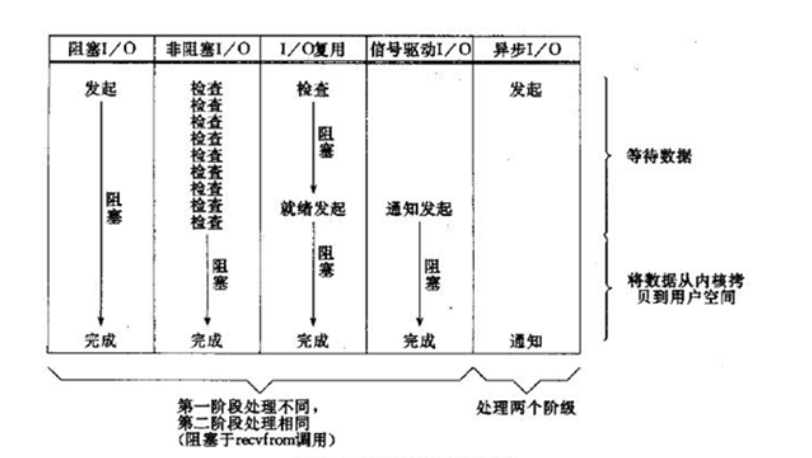 阻塞I/O 非阻塞I/O I/O复用 信号驱动I/O 异步I/O
发起 检查 检查 发起
检查
检查
检查
检查
检查
检查
检查
检查
阻塞
等待数据
阻塞
就绪发起 通知发起
阻塞
阻塞
阻塞
将数据从内核拷
贝到用户空间
完成 完成 完成 完成 通知
第一阶段处理不同，
第二阶段处理相同
（阻塞于recvfrom调用）
处理两个阶级